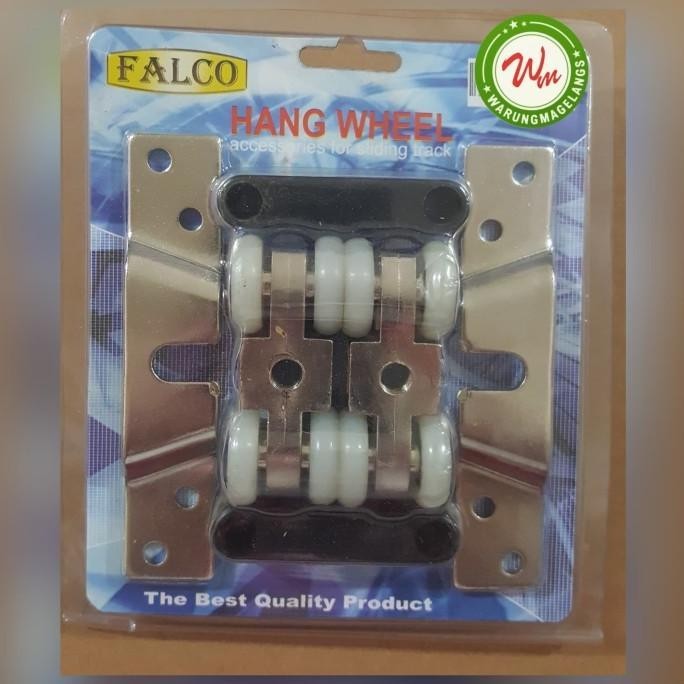 FALCO
Wm
WARUNGMAGELANGS
HANG WHEEL
accessories for sliding track
The Best Quality Product